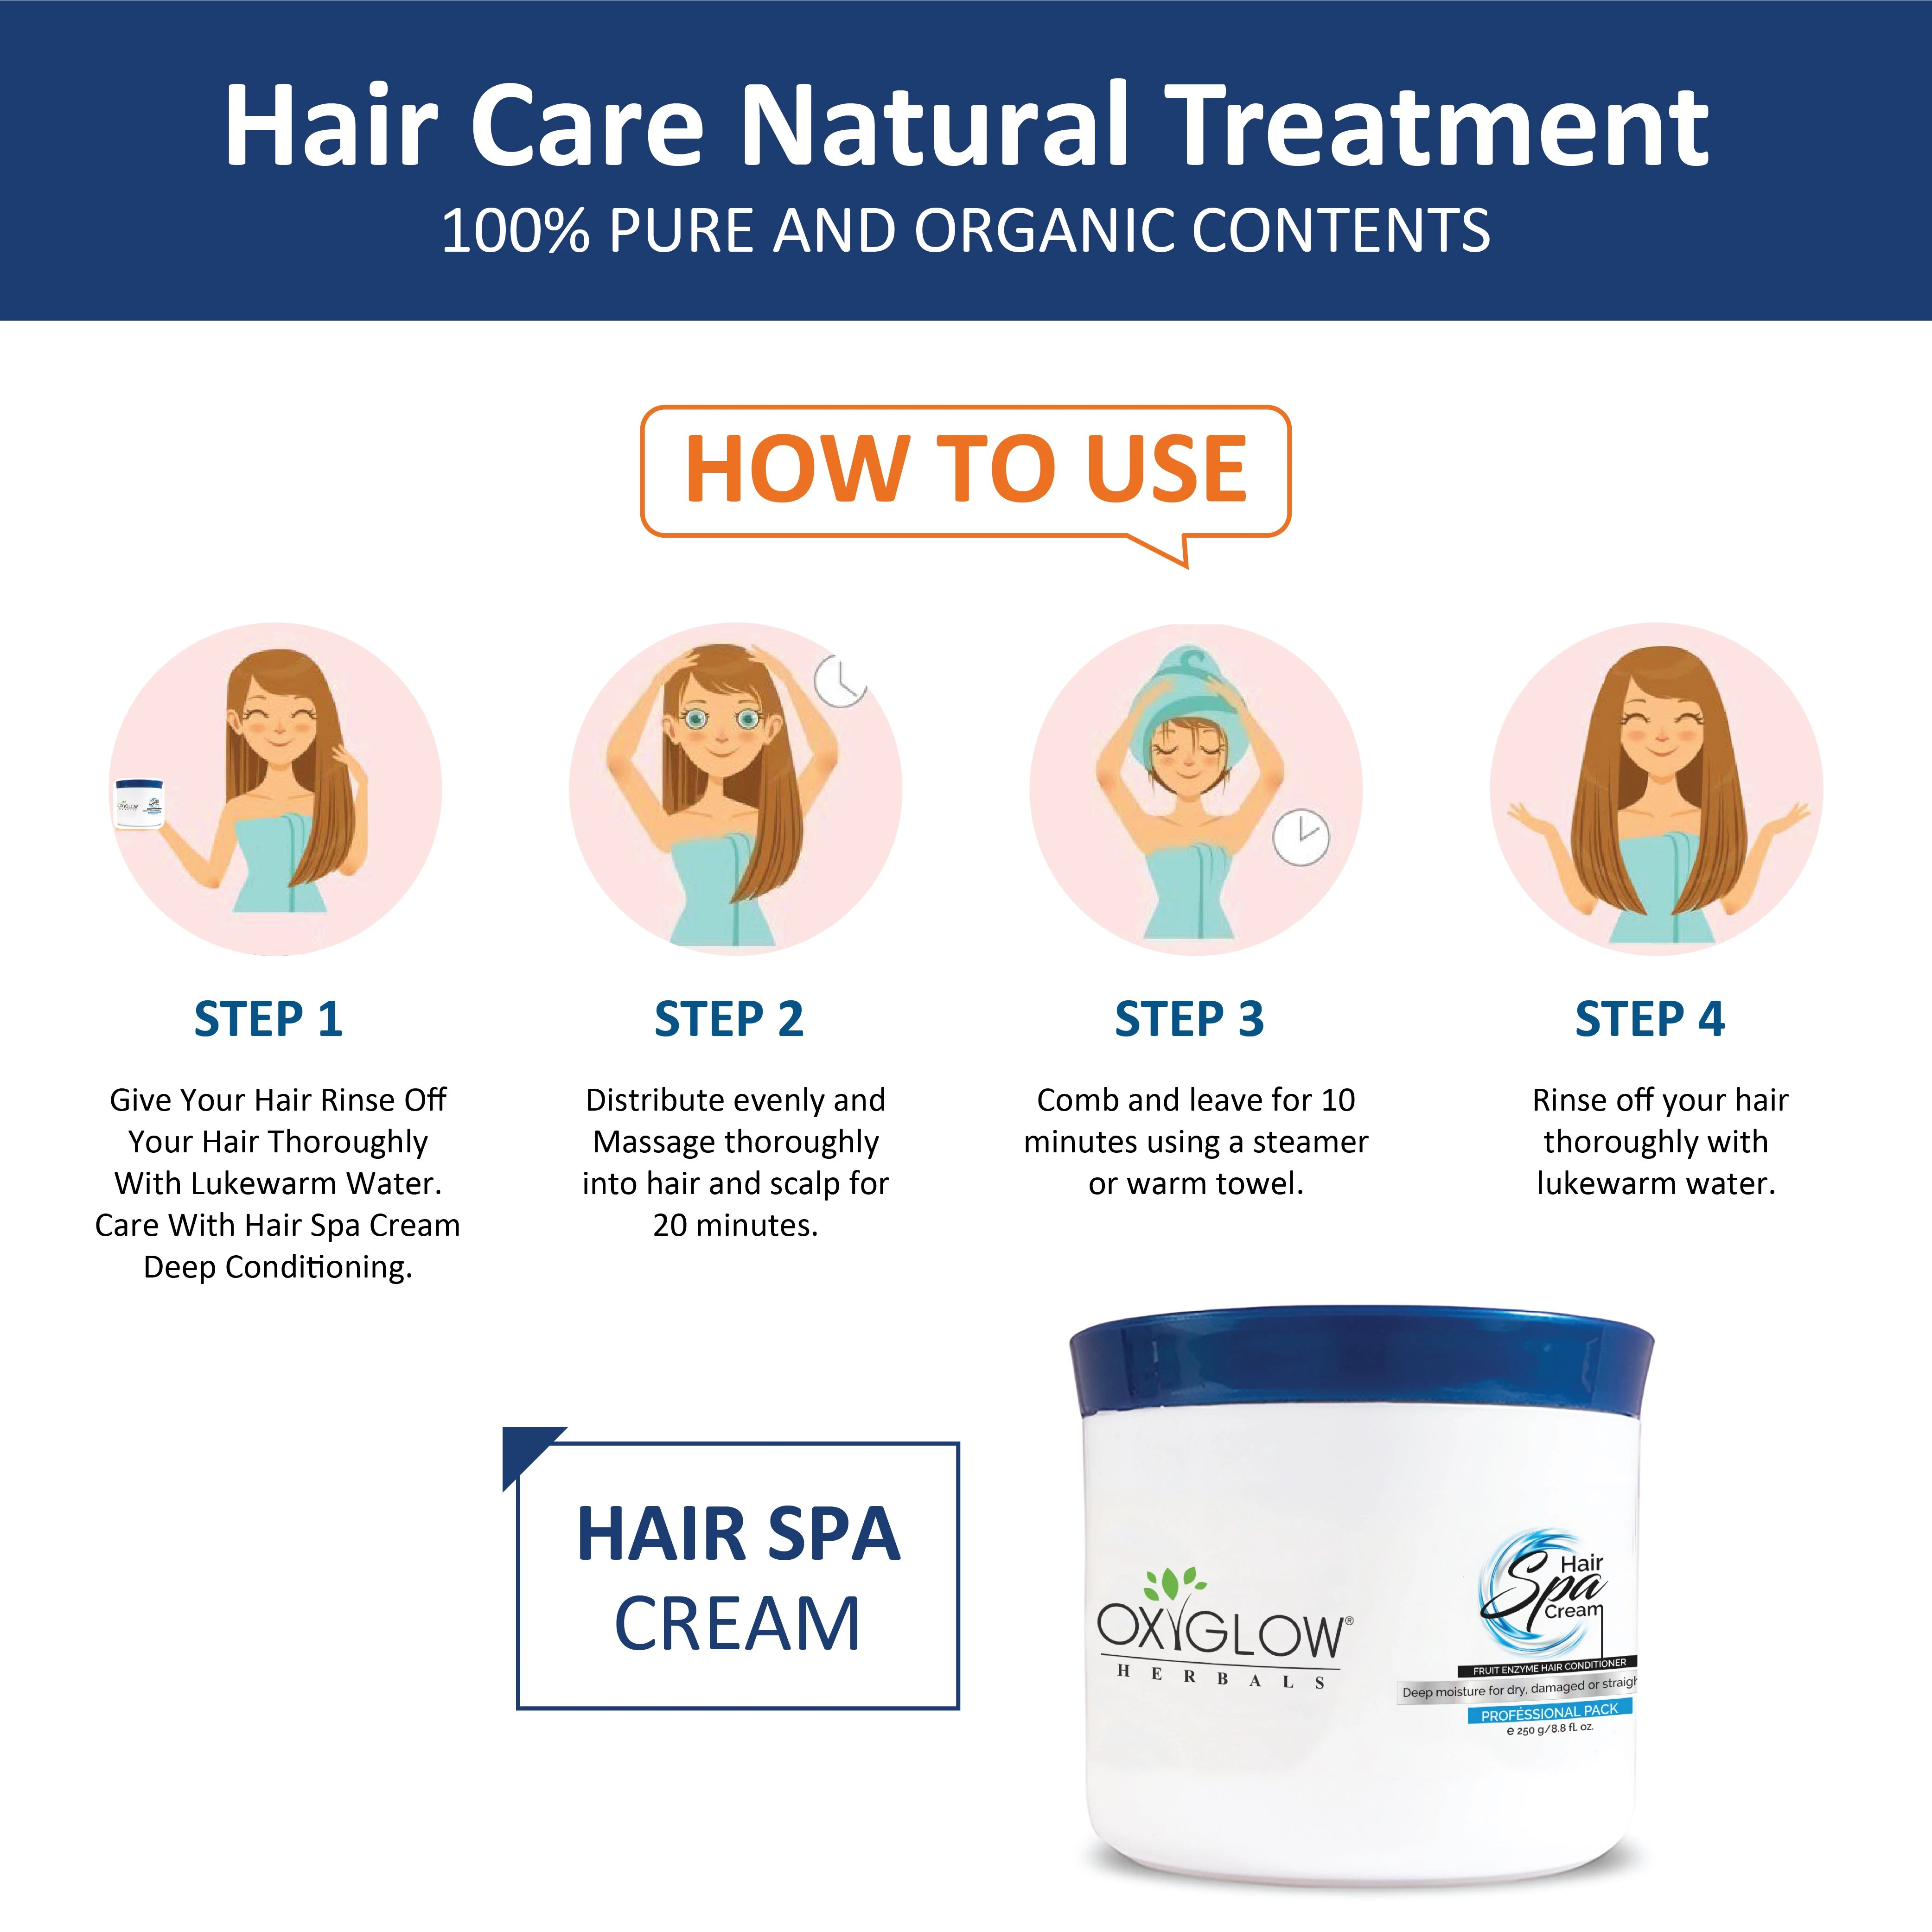 Hair Care Natural Treatment
100% PURE AND ORGANIC CONTENTS
HOW TO USE
OXYGLOW
STEP 1
Give Your Hair Rinse Off
Your Hair Thoroughly
With Lukewarm Water.
Care With Hair Spa Cream
Deep Conditioning.
STEP 2
Distribute evenly and
Massage thoroughly
into hair and scalp for
20 minutes.
STEP 3
Comb and leave for 10
minutes using a steamer
or warm towel.
STEP 4
Rinse off your hair
thoroughly with
lukewarm water.
HAIR SPA
CREAM
OXYGLOW®
HERBALS
Hair
Spa
Cream
FRUIT ENZYME HAIR CONDITIONER
Deep moisture for dry, damaged or straigh
PROFÉSSIONAL PACK
e 250 g/8.8 fl. oz.